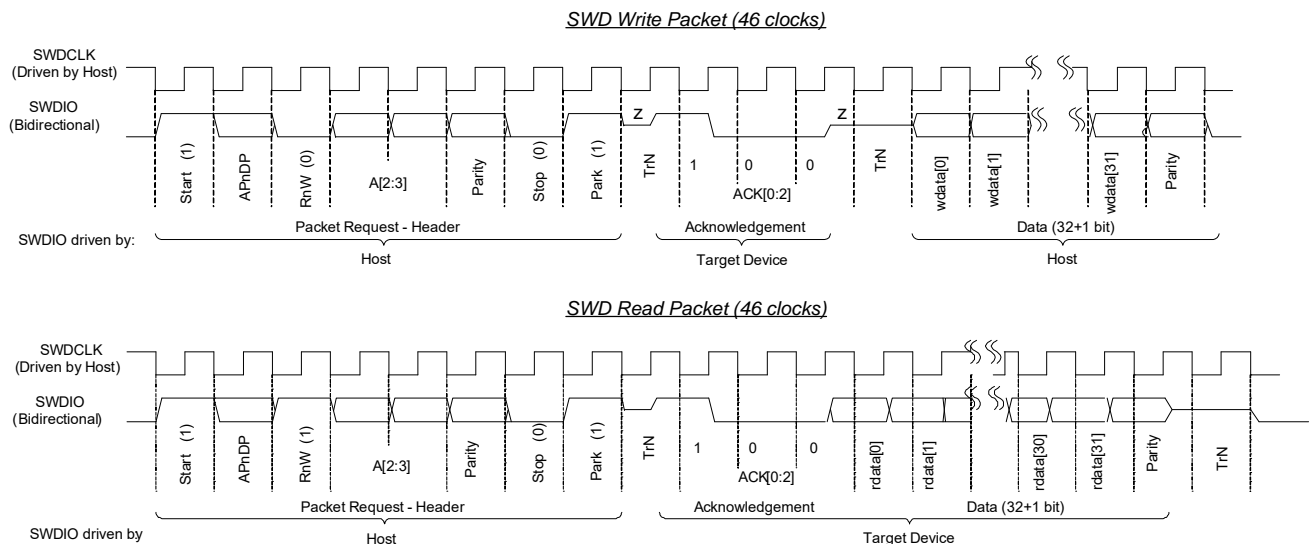 SWD Write Packet (46 clocks)
SWDCLK
(Driven by Host)
SWDIO
(Bidirectional)
Z
Z
Start (1)
APnDP
RnW (0)
A[2:3]
Parity
Stop (0)
Park (1)
TrN
1
0
0
ACK[0:2]
TrN
wdata[0]
wdata[1]
wdata[31]
Parity
SWDIO driven by:
Packet Request - Header
Acknowledgement
Data (32+1 bit)
Host
Target Device
Host
SWD Read Packet (46 clocks)
SWDCLK
(Driven by Host)
SWDIO
(Bidirectional)
Start (1)
APnDP
RnW (1)
A[2:3]
Parity
Stop (0)
Park (1)
TrN
1
0
0
ACK[0:2]
rdata[0]
rdata[1]
rdata[30]
rdata[31]
Parity
TrN
Packet Request - Header
Acknowledgement
Data (32+1 bit)
SWDIO driven by
Host
Target Device